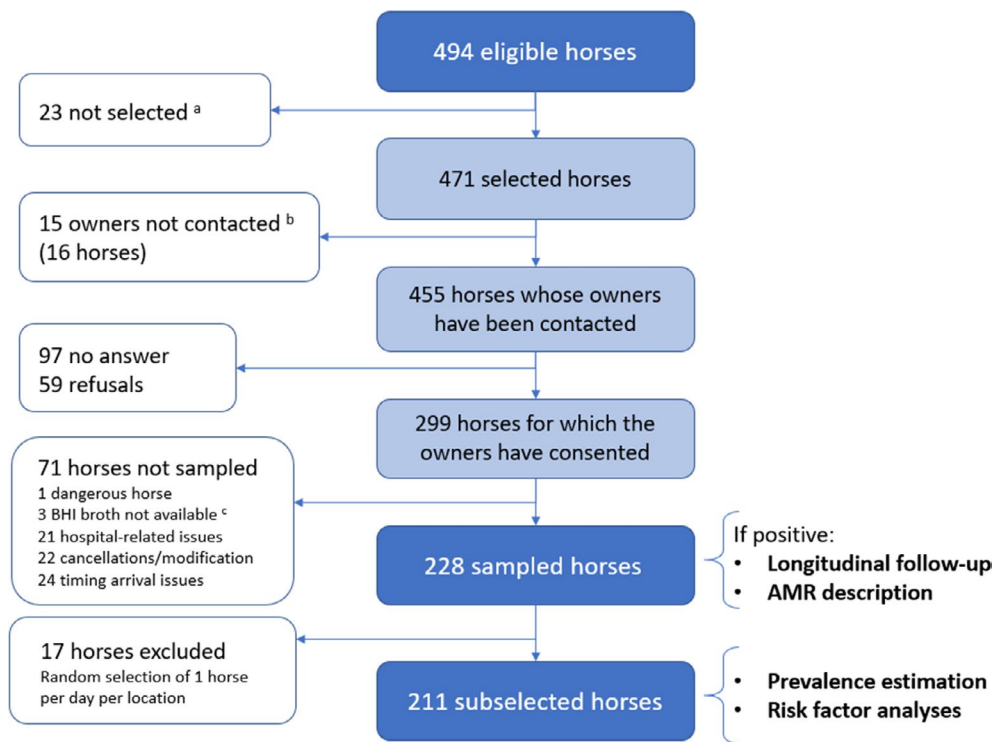 494 eligible horses
23 not selected a
471 selected horses
15 owners not contacted b
(16 horses)
455 horses whose owners
have been contacted
97 no answer
59 refusals
299 horses for which the
owners have consented
71 horses not sampled
1 dangerous horse
3 BHI broth not available c
21 hospital-related issues
22 cancellations/modification
24 timing arrival issues
228 sampled horses
If positive:
• Longitudinal follow-up
• AMR description
17 horses excluded
Random selection of 1 horse
per day per location
211 subselected horses
• Prevalence estimation
• Risk factor analyses